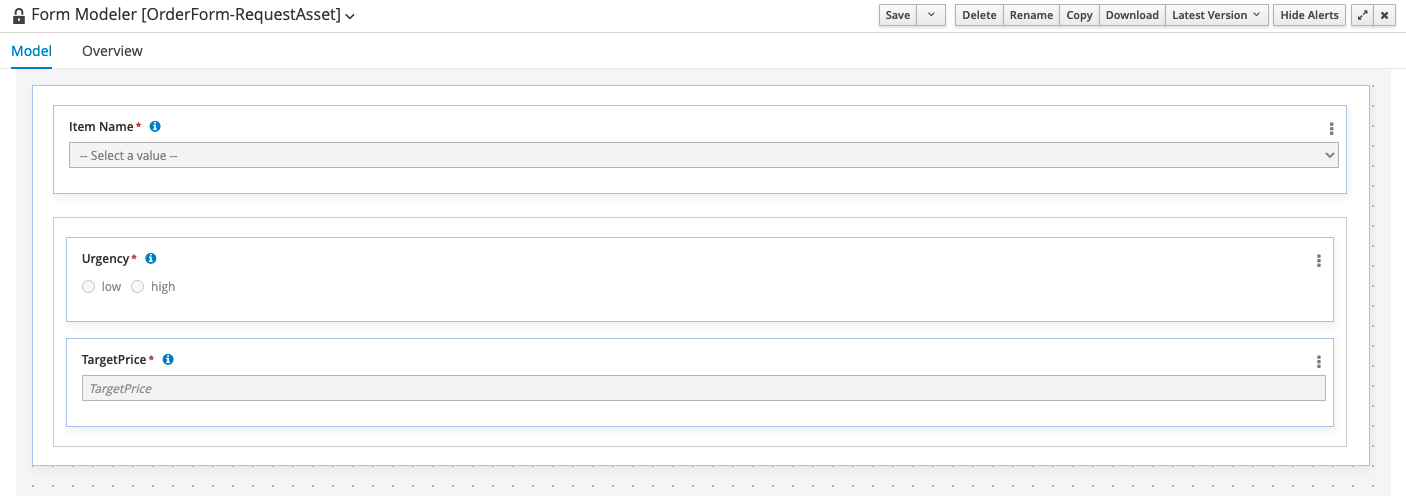 Form Modeler [OrderForm-RequestAsset]
Save Delete Rename Copy Download Latest Version Hide Alerts
Model Overview
Item Name*
-- Select a value --
Urgency*
low high
TargetPrice*
TargetPrice